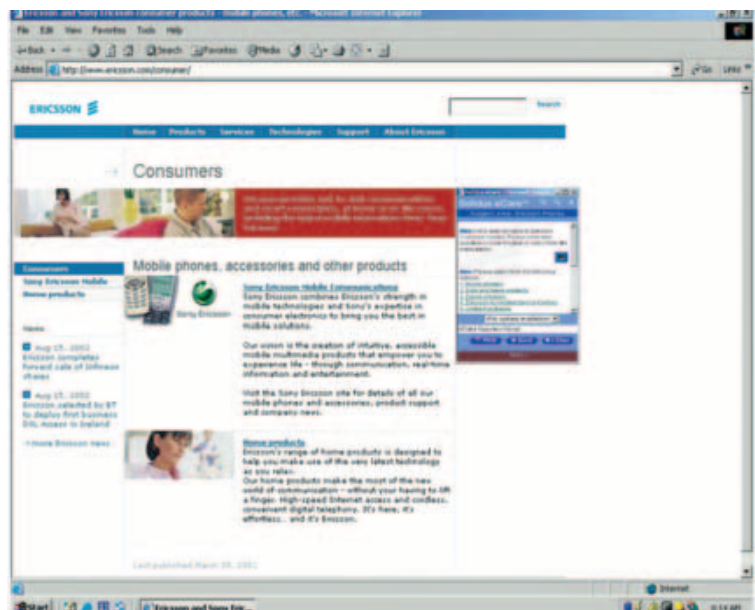 Ericsson and Sony Ericsson consumer products - mobile phones, etc. - Microsoft Internet Explorer
File Edit View Favorites Tools Help
Back Search Favorites Media
Address http://www.ericsson.com/consumer/ Go Links
ERICSSON
Search
Home Products Services Technologies Support About Ericsson
Consumers
Consumers
Sony Ericsson Mobile
Home products
News
Aug 15, 2002
Ericsson completes
forward sale of Infineon
shares
Aug 15, 2002
Ericsson selected by BT
to deploy first business
DSL Access in Ireland
more Ericsson news
Mobile phones, accessories and other products
Sony Ericsson
Sony Ericsson Mobile Communications
Sony Ericsson combines Ericsson's strength in
mobile technologies and Sony's expertise in
consumer electronics to bring you the best in
mobile solutions.
Our vision is the creation of intuitive, accessible
mobile multimedia products that empower you to
experience life - through communication, real-time
information and entertainment.
Visit the Sony Ericsson site for details of all our
mobile phones and accessories, product support
and company news.
Home products
Ericsson's range of home products is designed to
help you make use of the very latest technology
as you relax.
Our home products make the most of the new
world of communication - without your having to lift
a finger. High-speed Internet access and cordless,
convenient digital telephony. It's here, it's
effortless.. and it's Ericsson.
Last published March
Solidus eCare™
Internet
Start Ericsson and Sony Eric...